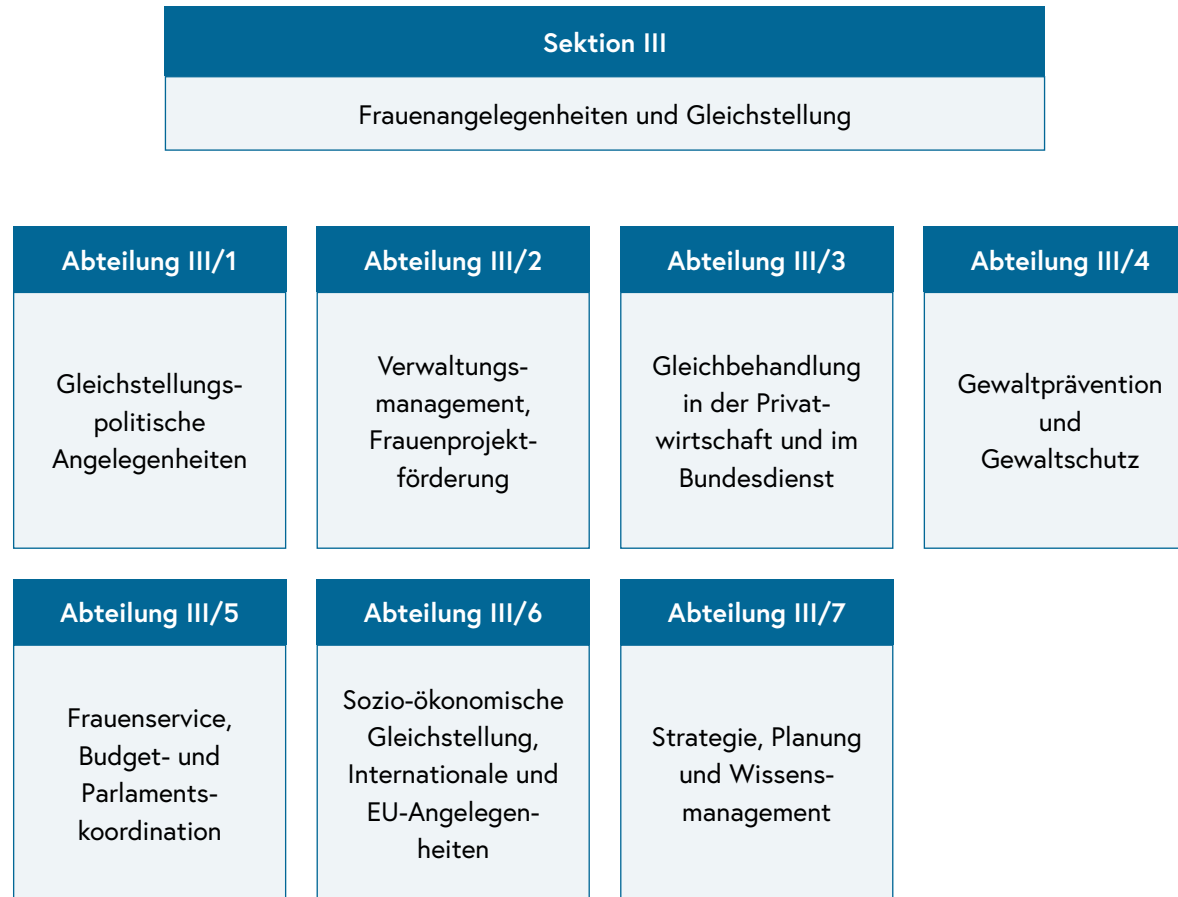 Sektion III
Frauenangelegenheiten und Gleichstellung
Abteilung III/1
Gleichstellungs-
politische
Angelegenheiten
Abteilung III/2
Verwaltungs-
management,
Frauenprojekt-
förderung
Abteilung III/3
Gleichbehandlung
in der Privat-
wirtschaft und im
Bundesdienst
Abteilung III/4
Gewaltprävention
und
Gewaltschutz
Abteilung III/5
Frauenservice,
Budget- und
Parlaments-
koordination
Abteilung III/6
Sozio-ökonomische
Gleichstellung,
Internationale und
EU-Angelegen-
heiten
Abteilung III/7
Strategie, Planung
und Wissens-
management